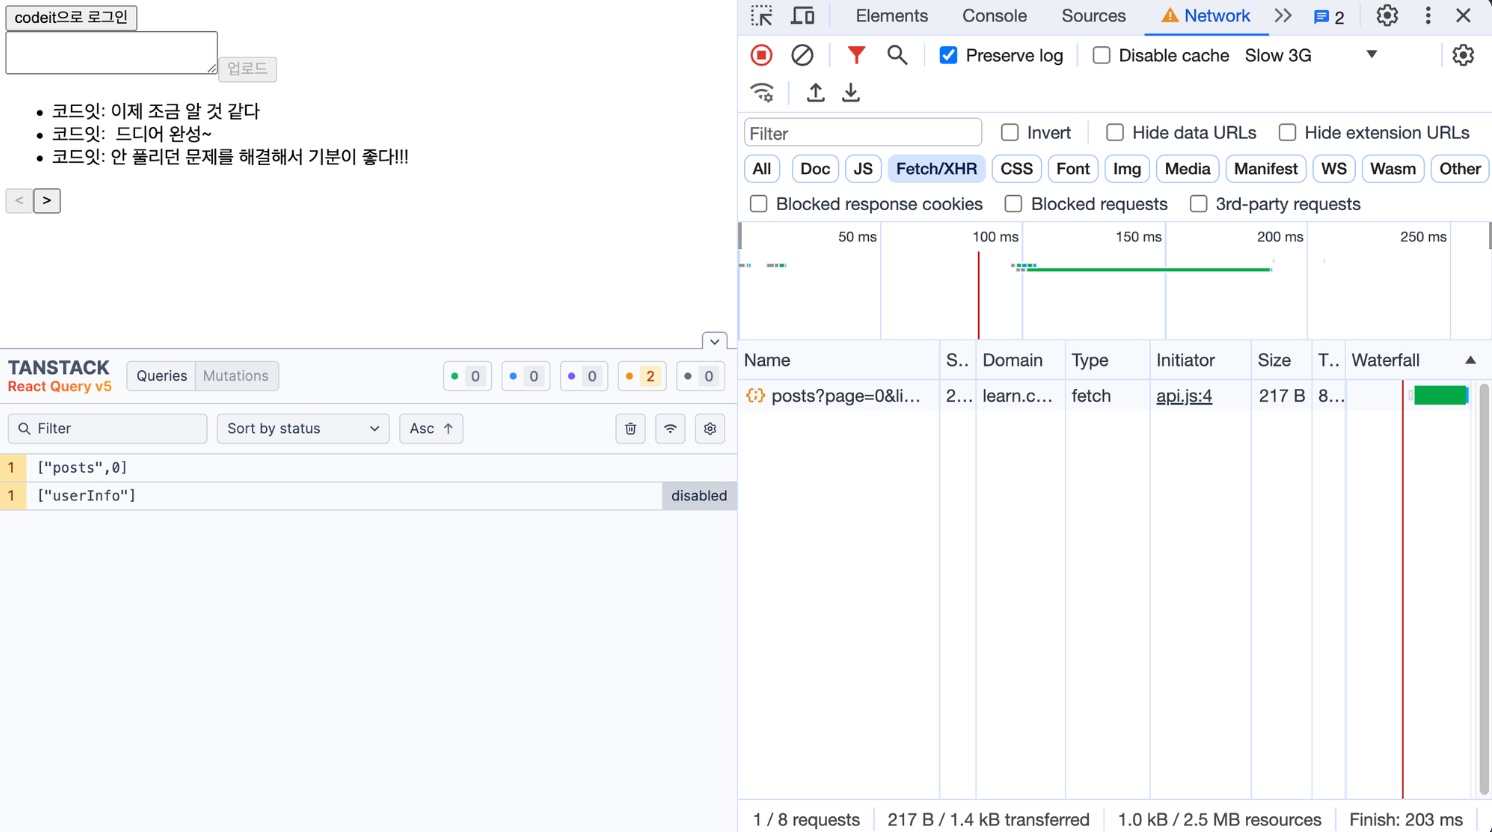 codeit으로 로그인
업로드
코드잇: 이제 조금 알 것 같다
코드잇:  드디어 완성~
코드잇: 안 풀리던 문제를 해결해서 기분이 좋다!!!
< >
TANSTACK
React Query v5
Queries Mutations
0 0 0 2 0
Filter Sort by status Asc ↑
1 ["posts",0]
1 ["userInfo"] disabled
Elements Console Sources Network 2
Preserve log Disable cache Slow 3G
Filter Invert Hide data URLs Hide extension URLs
All Doc JS Fetch/XHR CSS Font Img Media Manifest WS Wasm Other
Blocked response cookies Blocked requests 3rd-party requests
50 ms 100 ms 150 ms 200 ms 250 ms
Name S.. Domain Type Initiator Size T.. Waterfall
posts?page=0&li... 2... learn.c... fetch api.js:4 217 B 8...
1 / 8 requests 217 B / 1.4 kB transferred 1.0 kB / 2.5 MB resources Finish: 203 ms